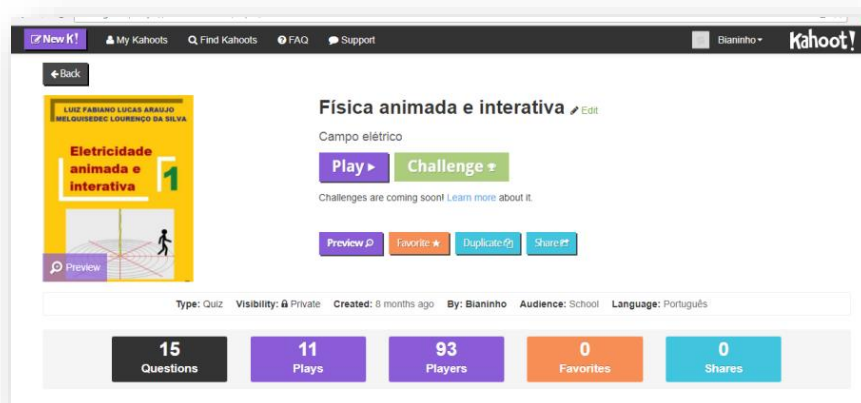 New K! My Kahoots Find Kahoots FAQ Support Bianinho Kahoot!
Back
LUIZ FABIANO LUCAS ARAUJO
MELQUISEDEC LOURENÇO DA SILVA
Eletricidade
animada e
interativa 1
Preview
Física animada e interativa Edit
Campo elétrico
Play Challenge
Challenges are coming soon! Learn more about it.
Preview Favorite Duplicate Share
Type: Quiz Visibility: Private Created: 8 months ago By: Bianinho Audience: School Language: Português
15 11 93 0 0
Questions Plays Players Favorites Shares